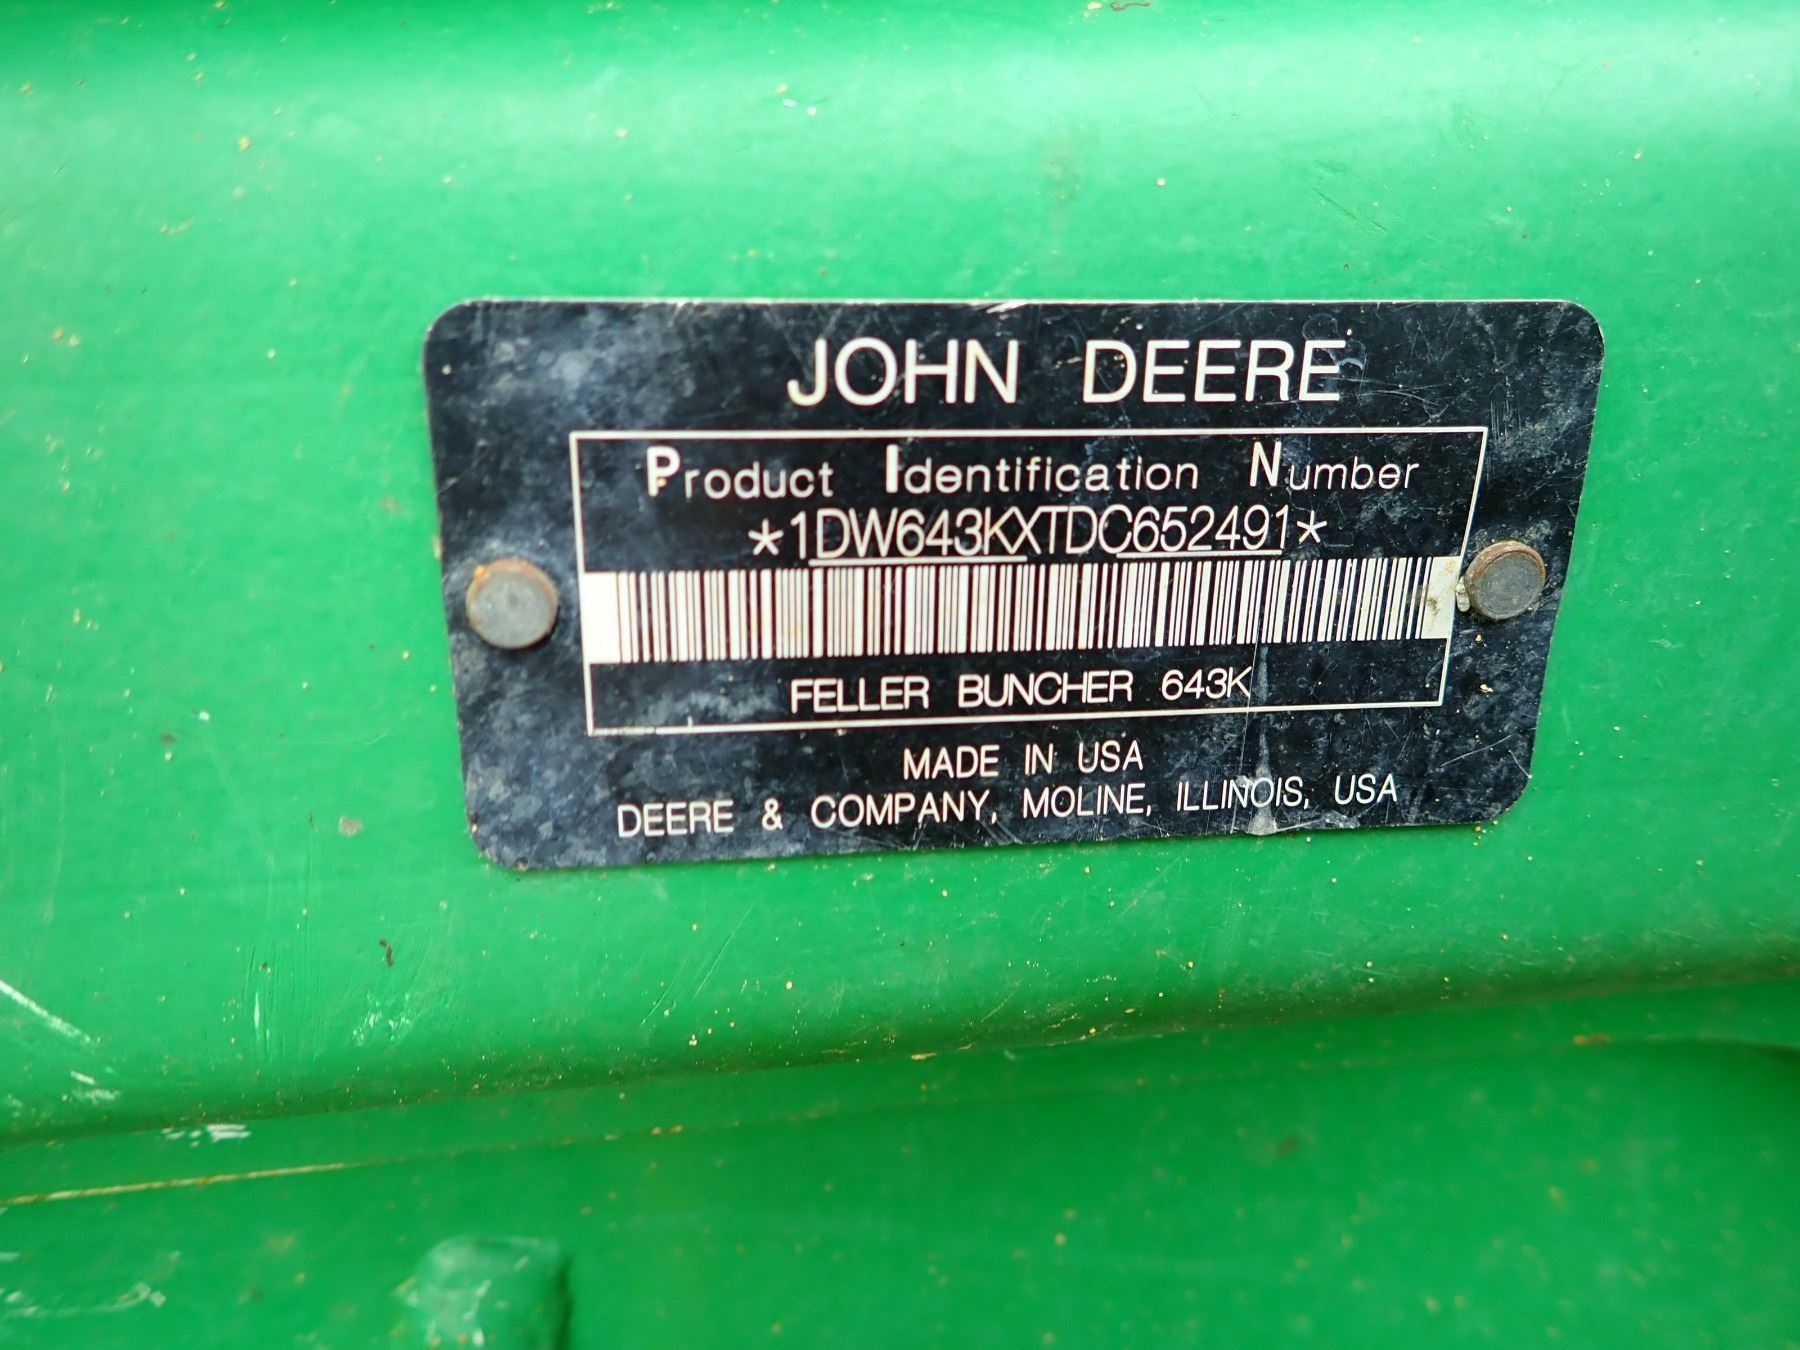 JOHN DEERE
Product Identification Number
*1DW643KXTDC652491*
FELLER BUNCHER 643K
MADE IN USA
DEERE & COMPANY, MOLINE, ILLINOIS, USA